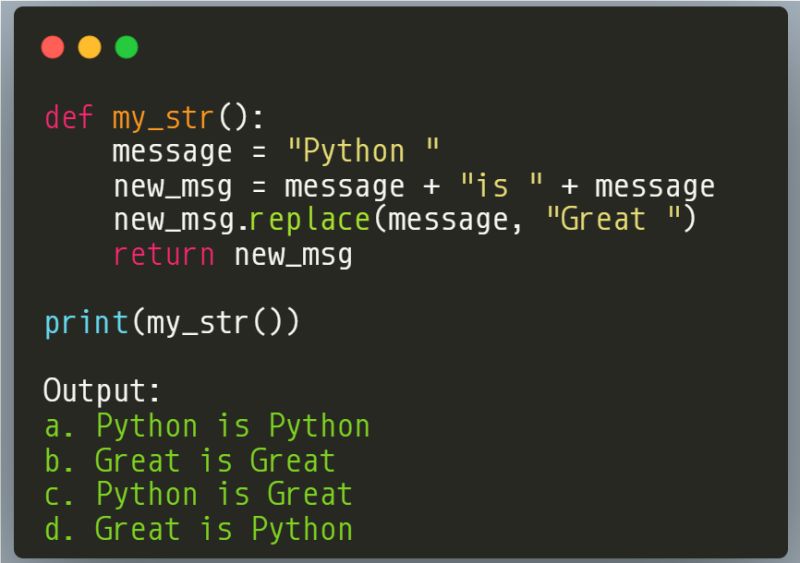 def my_str():
    message = "Python "
    new_msg = message + "is " + message
    new_msg.replace(message, "Great ")
    return new_msg
print(my_str())
Output:
a. Python is Python
b. Great is Great
c. Python is Great
d. Great is Python